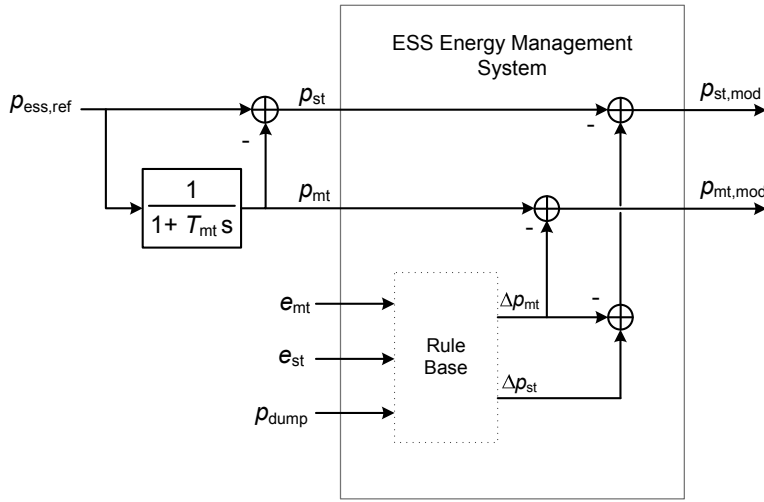 ESS Energy Management
System
p_ess,ref
p_st
-
-
p_st,mod
1
1+ T_mt s
-
p_mt
-
p_mt,mod
e_mt
e_st
p_dump
Rule
Base
Δp_mt
-
Δp_st